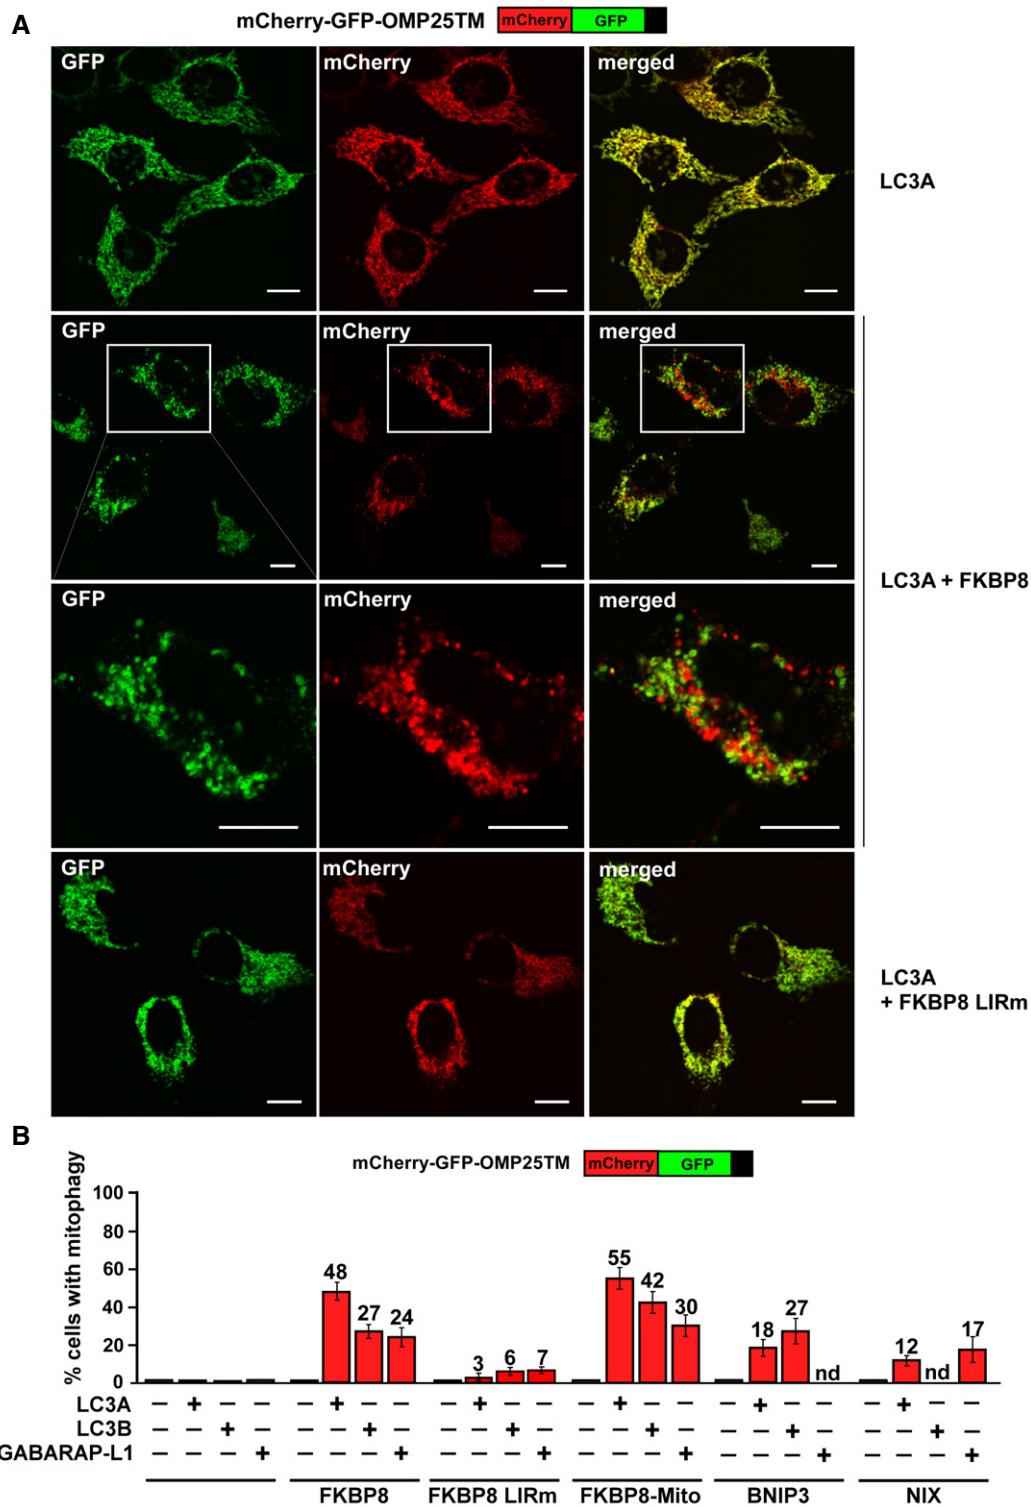 A
mCherry-GFP-OMP25TM mCherry GFP
GFP mCherry merged
LC3A
GFP mCherry merged
LC3A + FKBP8
GFP mCherry merged
GFP mCherry merged
LC3A
+ FKBP8 LIRm
B
mCherry-GFP-OMP25TM mCherry GFP
% cells with mitophagy
100
80
60
40
20
0
48 27 24 3 6 7 55 42 30 18 27 nd 12 nd 17
LC3A – + – – – + – – – + – – – + – – – + – – – + – –
LC3B – – + – – – + – – – + – – – + – – – + – – – + –
GABARAP-L1 – – – + – – – + – – – + – – – + – – – + – – – +
FKBP8 FKBP8 LIRm FKBP8-Mito BNIP3 NIX